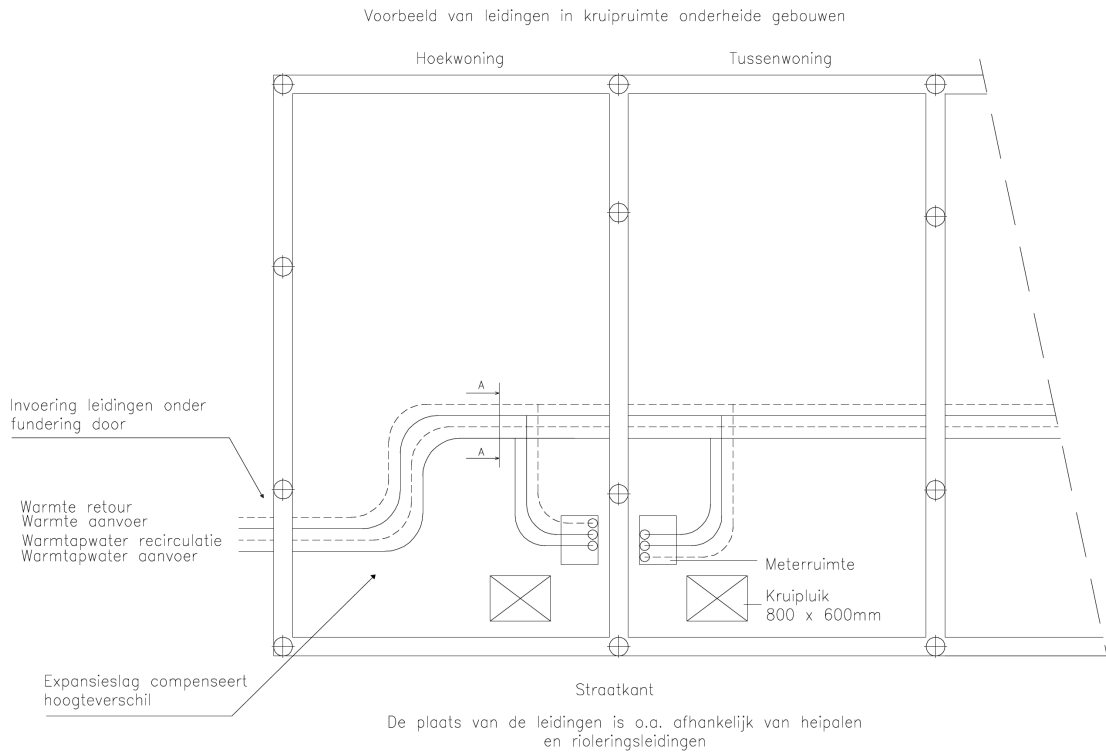 Voorbeeld van leidingen in kruipruimte onderheide gebouwen
Hoekwoning
Tussenwoning
A
A
Invoering leidingen onder
fundering door
Warmte retour
Warmte aanvoer
Warmtapwater recirculatie
Warmtapwater aanvoer
Meterruimte
Kruipluik
800 x 600mm
Expansieslag compenseert
hoogteverschil
Straatkant
De plaats van de leidingen is o.a. afhankelijk van heipalen
en rioleringsleidingen